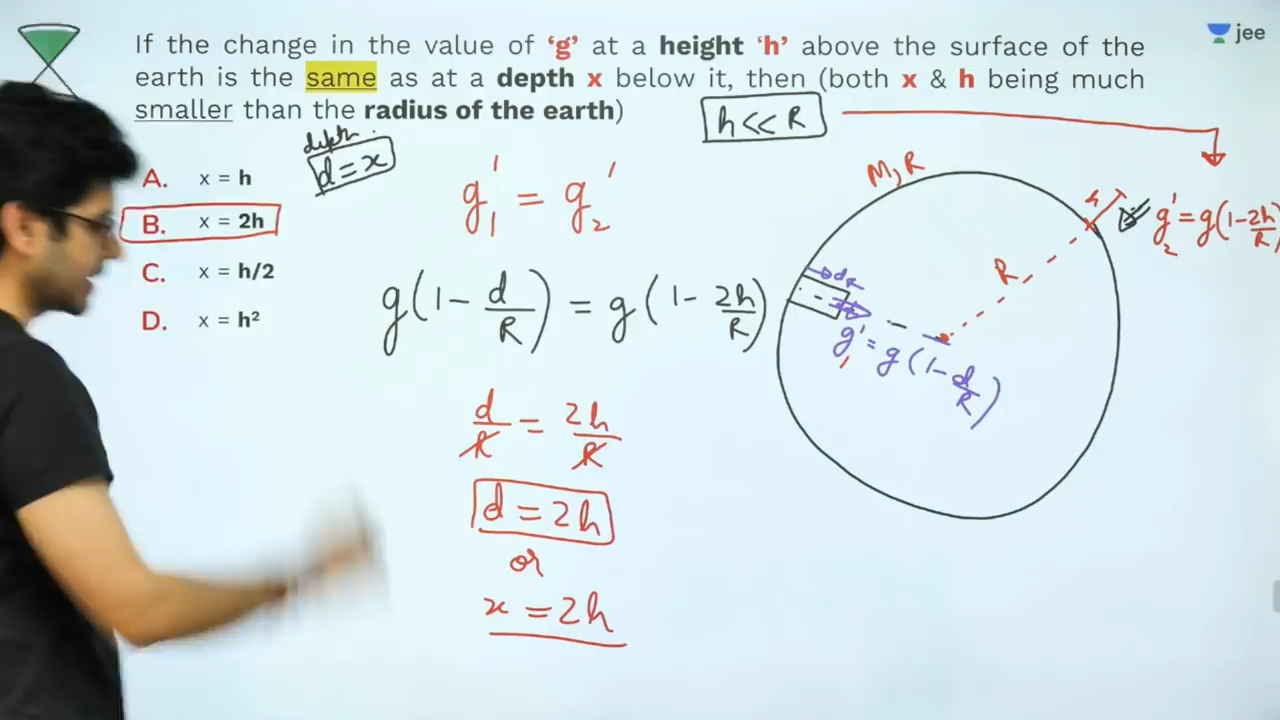 If the change in the value of ‘g’ at a height ‘h’ above the surface of the
earth is the same as at a depth x below it, then (both x & h being much
smaller than the radius of the earth)
jee
h<<R
depth
d=x
A. x = h
B. x = 2h
C. x = h/2
D. x = h²
g₁' = g₂'
g(1 - d/R) = g(1 - 2h/R)
d/R = 2h/R
d = 2h
or
x = 2h
M, R
h
g₂' = g(1-2h/R)
R
d
g₁' = g(1-d/R)